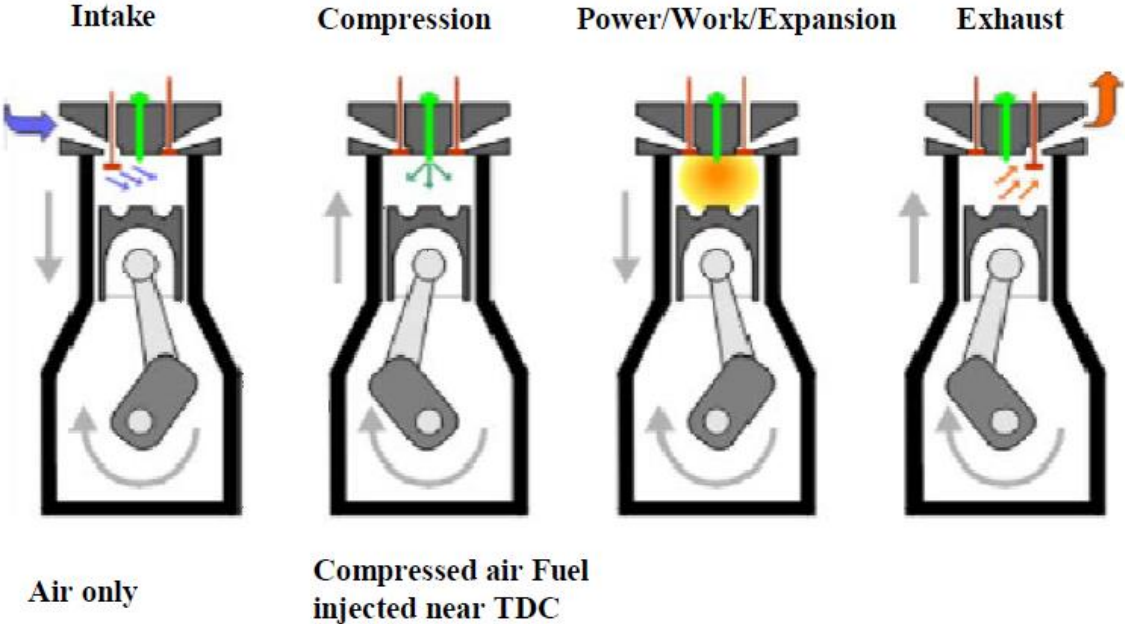 Intake
Compression
Power/Work/Expansion
Exhaust
Air only
Compressed air Fuel
injected near TDC